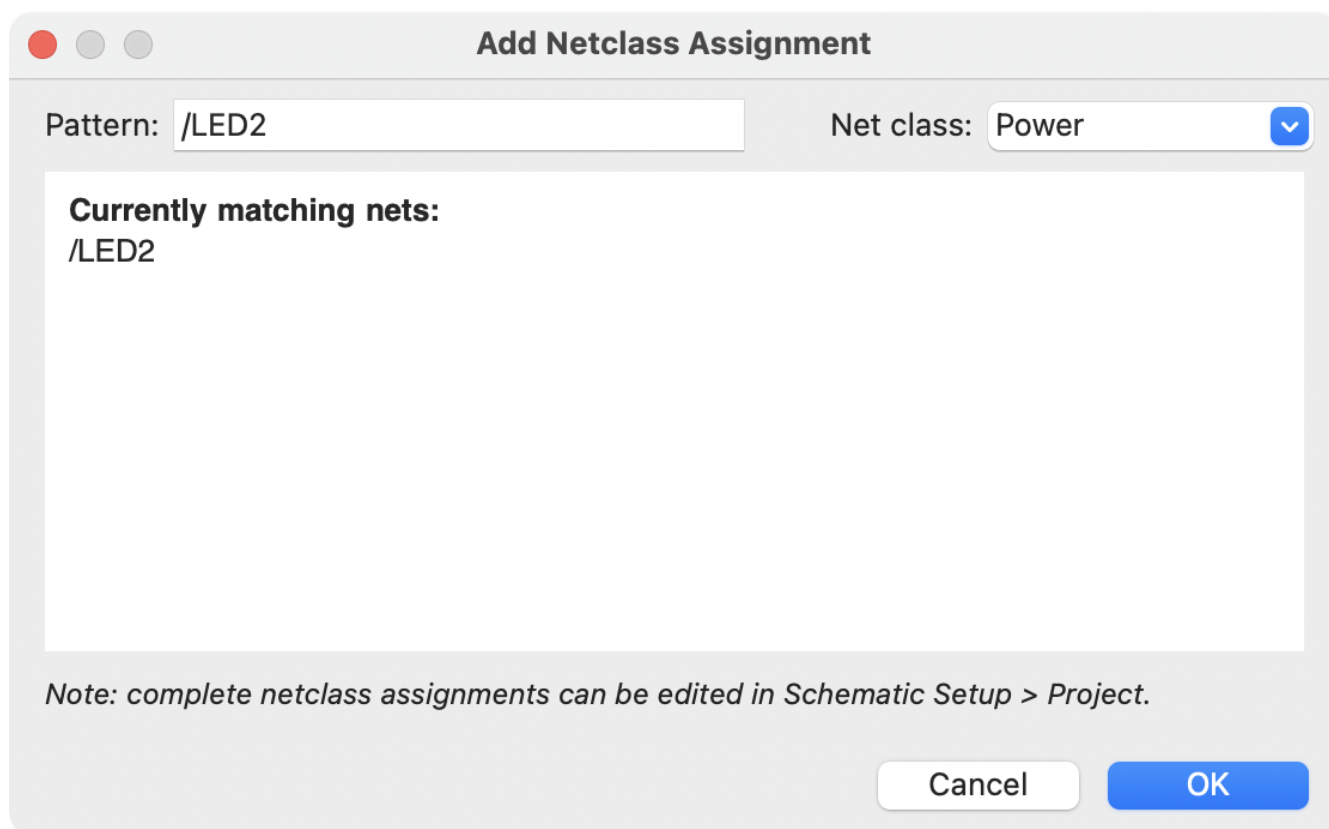 Add Netclass Assignment
Pattern: /LED2 Net class: Power
Currently matching nets:
/LED2
Note: complete netclass assignments can be edited in Schematic Setup > Project.
Cancel OK